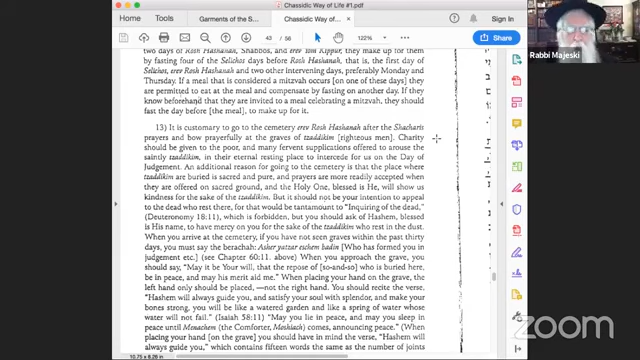 Home
Tools
Garments of the S...
Chassidic Way of...
Sign In
43 / 56
122%
Rabbi Majeski
two days of Rosh Hashanah, Shabbos, and erev Yom Kippur, they make up for them
by fasting four of the Selichos days before Rosh Hashanah, that is, the first day of
Selichos, erev Rosh Hashanah and two other intervening days, preferably Monday and
Thursday. If a meal that is considered a mitzvah occurs [on one of these days] they
are permitted to eat at the meal and compensate by fasting on another day. If they
know beforehand that they are invited to a meal celebrating a mitzvah, they should
fast the day before [the meal], to make up for it.
13) It is customary to go to the cemetery erev Rosh Hashanah after the Shacharis
prayers and bow prayerfully at the graves of tzaddikim [righteous men]. Charity
should be given to the poor, and many fervent supplications offered to arouse the
saintly tzaddikim, in their eternal resting place to intercede for us on the Day of
Judgement. An additional reason for going to the cemetery is that the place where
tzaddikim are buried is sacred and pure, and prayers are more readily accepted when
they are offered on sacred ground, and the Holy One, blessed is He, will show us
kindness for the sake of the tzaddikim. But it should not be your intention to appeal
to the dead who rest there, for that would be tantamount to "Inquiring of the dead,"
(Deuteronomy 18:11), which is forbidden, but you should ask of Hashem, blessed
is His name, to have mercy on you for the sake of the tzaddikim who rest in the dust.
When you arrive at the cemetery, if you have not seen graves within the past thirty
days, you must say the berachah: Asher yatzar eschem badin [Who has formed you in
judgement etc.] (see Chapter 60:11. above) When you approach the grave, you
should say, "May it be Your will, that the repose of [so-and-so] who is buried here,
be in peace, and may his merit aid me." When placing your hand on the grave, the
left hand only should be placed, —not the right hand. You should recite the verse,
"Hashem will always guide you, and satisfy your soul with splendor, and make your
bones strong, and you will be like a watered garden and like a spring of water whose
water will not fail." (Isaiah 58:11) "May you lie in peace, and may you sleep in
peace until Menachem (the Comforter, Moshiach) comes, announcing peace." (When
placing your hand [on the grave] you should have in mind the verse, "Hashem will
always guide you," which contains fifteen words the same as the number of joints
10.75 x 8.26 in
zoom